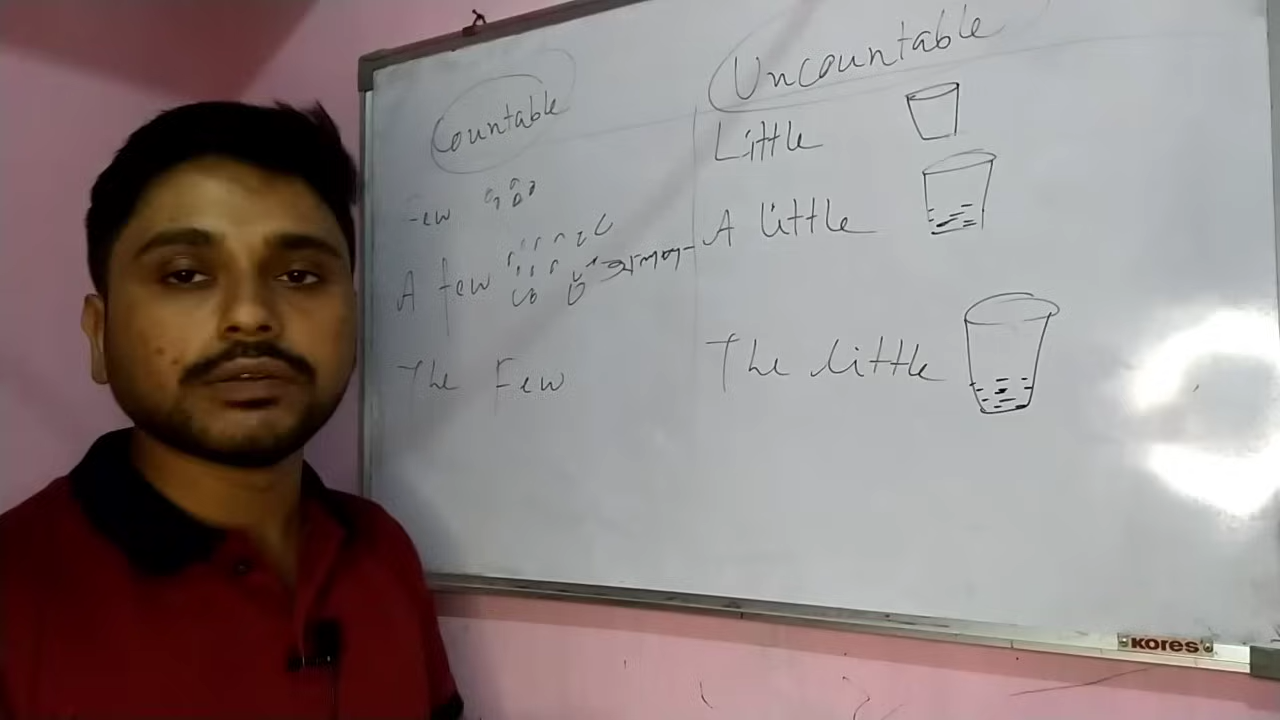 Countable
Few
A few
The Few
Uncountable
Little
A little
The little
KORES